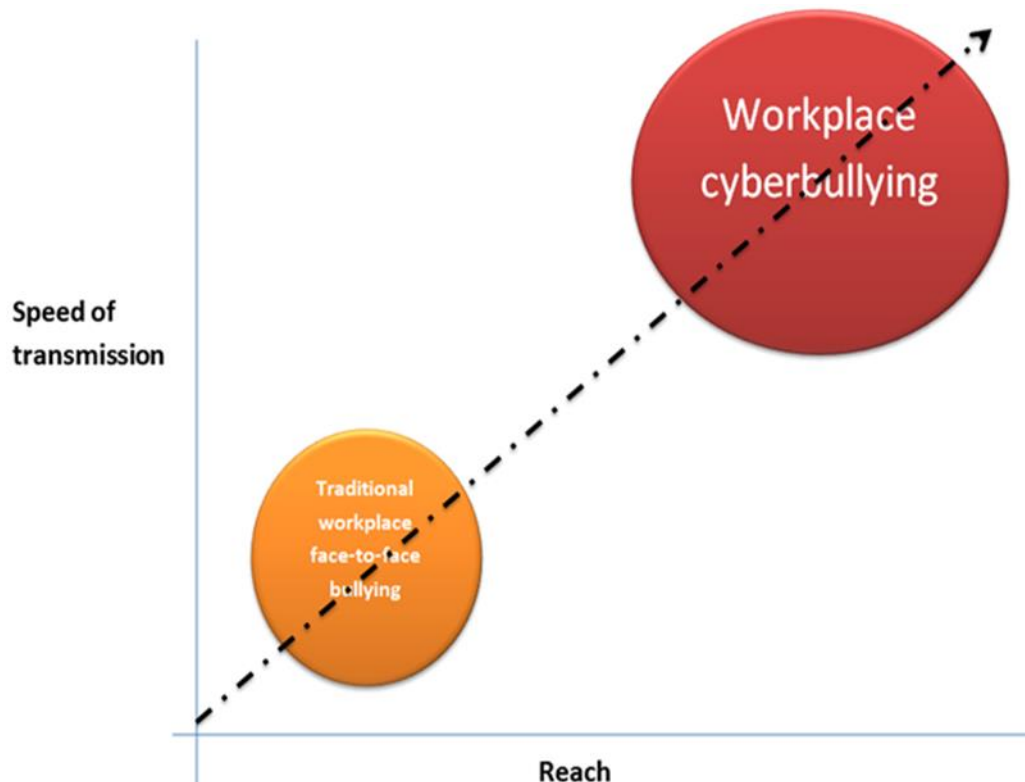 Workplace
cyberbullying
Speed of
transmission
Traditional
workplace
face-to-face
bullying
Reach